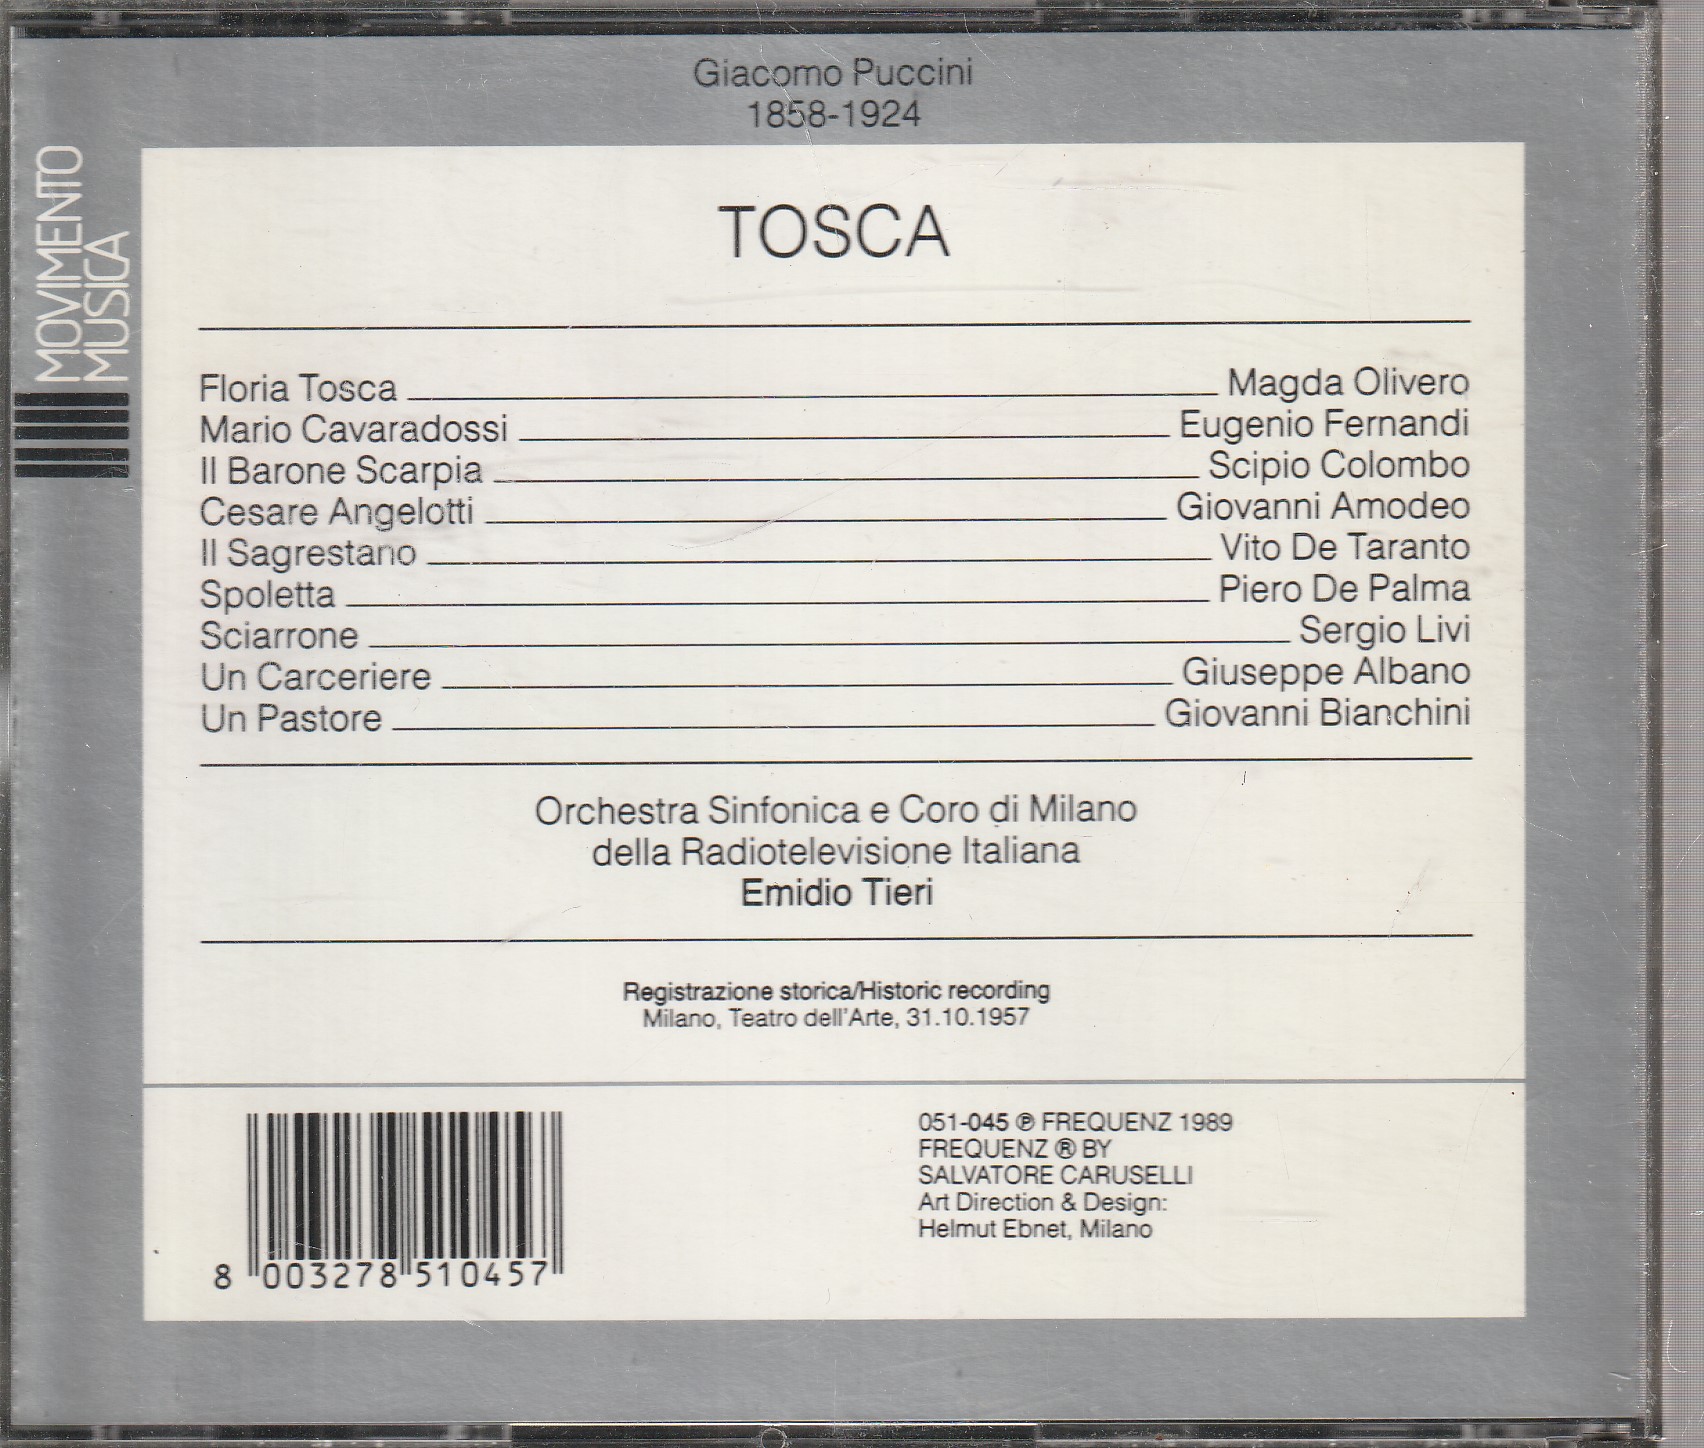 Giacomo Puccini
1858-1924
MOVIMENTO
MUSICA
TOSCA
Floria Tosca Magda Olivero
Mario Cavaradossi Eugenio Fernandi
Il Barone Scarpia Scipio Colombo
Cesare Angelotti Giovanni Amodeo
Il Sagrestano Vito De Taranto
Spoletta Piero De Palma
Sciarrone Sergio Livi
Un Carceriere Giuseppe Albano
Un Pastore Giovanni Bianchini
Orchestra Sinfonica e Coro di Milano
della Radiotelevisione Italiana
Emidio Tieri
Registrazione storica/Historic recording
Milano, Teatro dell'Arte, 31.10.1957
051-045 ℗ FREQUENZ 1989
FREQUENZ ® BY
SALVATORE CARUSELLI
Art Direction & Design:
Helmut Ebnet, Milano
8 003278 510457